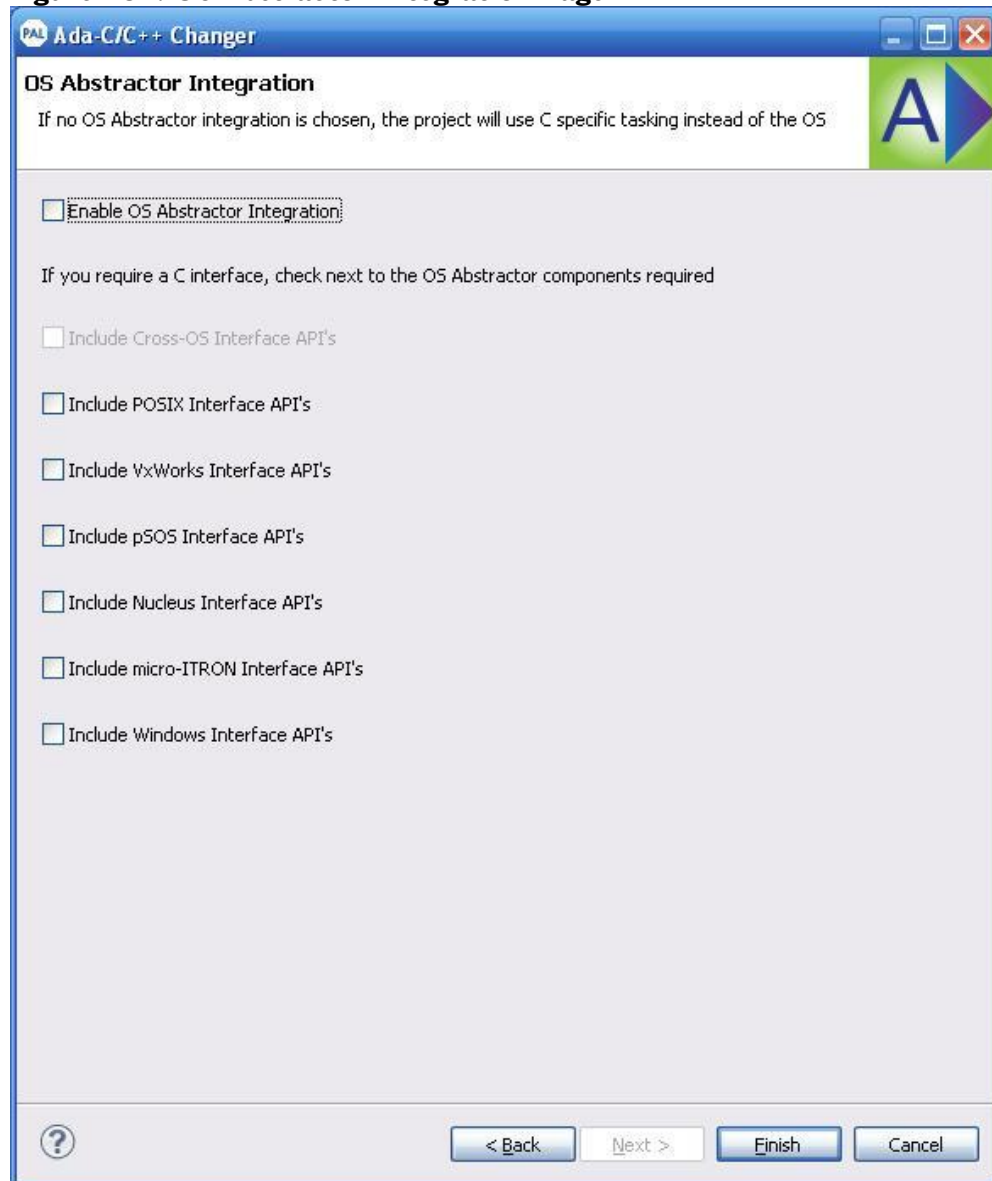 PAL Ada-C/C++ Changer
OS Abstractor Integration
If no OS Abstractor integration is chosen, the project will use C specific tasking instead of the OS
A
Enable OS Abstractor Integration
If you require a C interface, check next to the OS Abstractor components required
Include Cross-OS Interface API's
Include POSIX Interface API's
Include VxWorks Interface API's
Include pSOS Interface API's
Include Nucleus Interface API's
Include micro-ITRON Interface API's
Include Windows Interface API's
? < Back Next > Finish Cancel